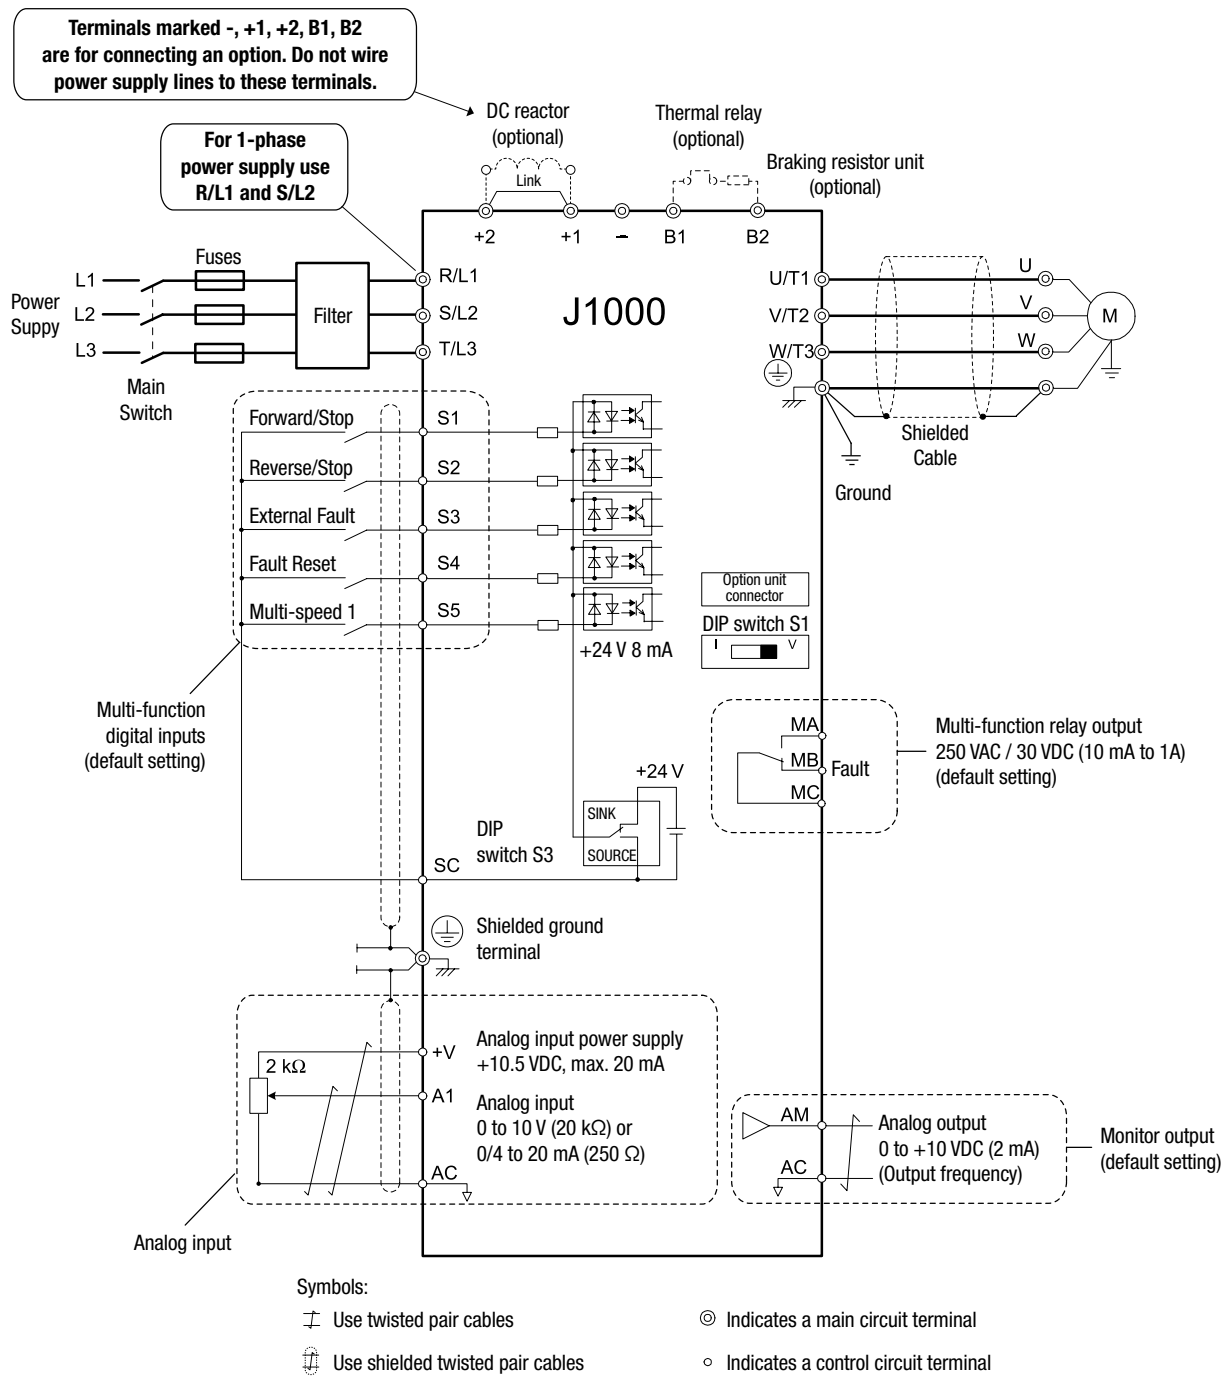 Terminals marked -, +1, +2, B1, B2
are for connecting an option. Do not wire
power supply lines to these terminals.
DC reactor
(optional)
Thermal relay
(optional)
For 1-phase
power supply use
R/L1 and S/L2
Link
Braking resistor unit
(optional)
+2
+1
–
B1
B2
Fuses
L1
L2
L3
Power
Suppy
Main
Switch
Filter
R/L1
S/L2
T/L3
J1000
U/T1
V/T2
W/T3
U
V
W
M
Shielded
Cable
Ground
Forward/Stop
S1
Reverse/Stop
S2
External Fault
S3
Fault Reset
S4
Multi-speed 1
S5
+24 V 8 mA
Option unit
connector
DIP switch S1
I
V
Multi-function
digital inputs
(default setting)
MA
MB
MC
Fault
Multi-function relay output
250 VAC / 30 VDC (10 mA to 1A)
(default setting)
+24 V
SINK
SOURCE
DIP
switch S3
SC
Shielded ground
terminal
2 kΩ
+V
Analog input power supply
+10.5 VDC, max. 20 mA
A1
Analog input
0 to 10 V (20 kΩ) or
0/4 to 20 mA (250 Ω)
AC
Analog input
AM
AC
Analog output
0 to +10 VDC (2 mA)
(Output frequency)
Monitor output
(default setting)
Symbols:
Use twisted pair cables
Indicates a main circuit terminal
Use shielded twisted pair cables
Indicates a control circuit terminal